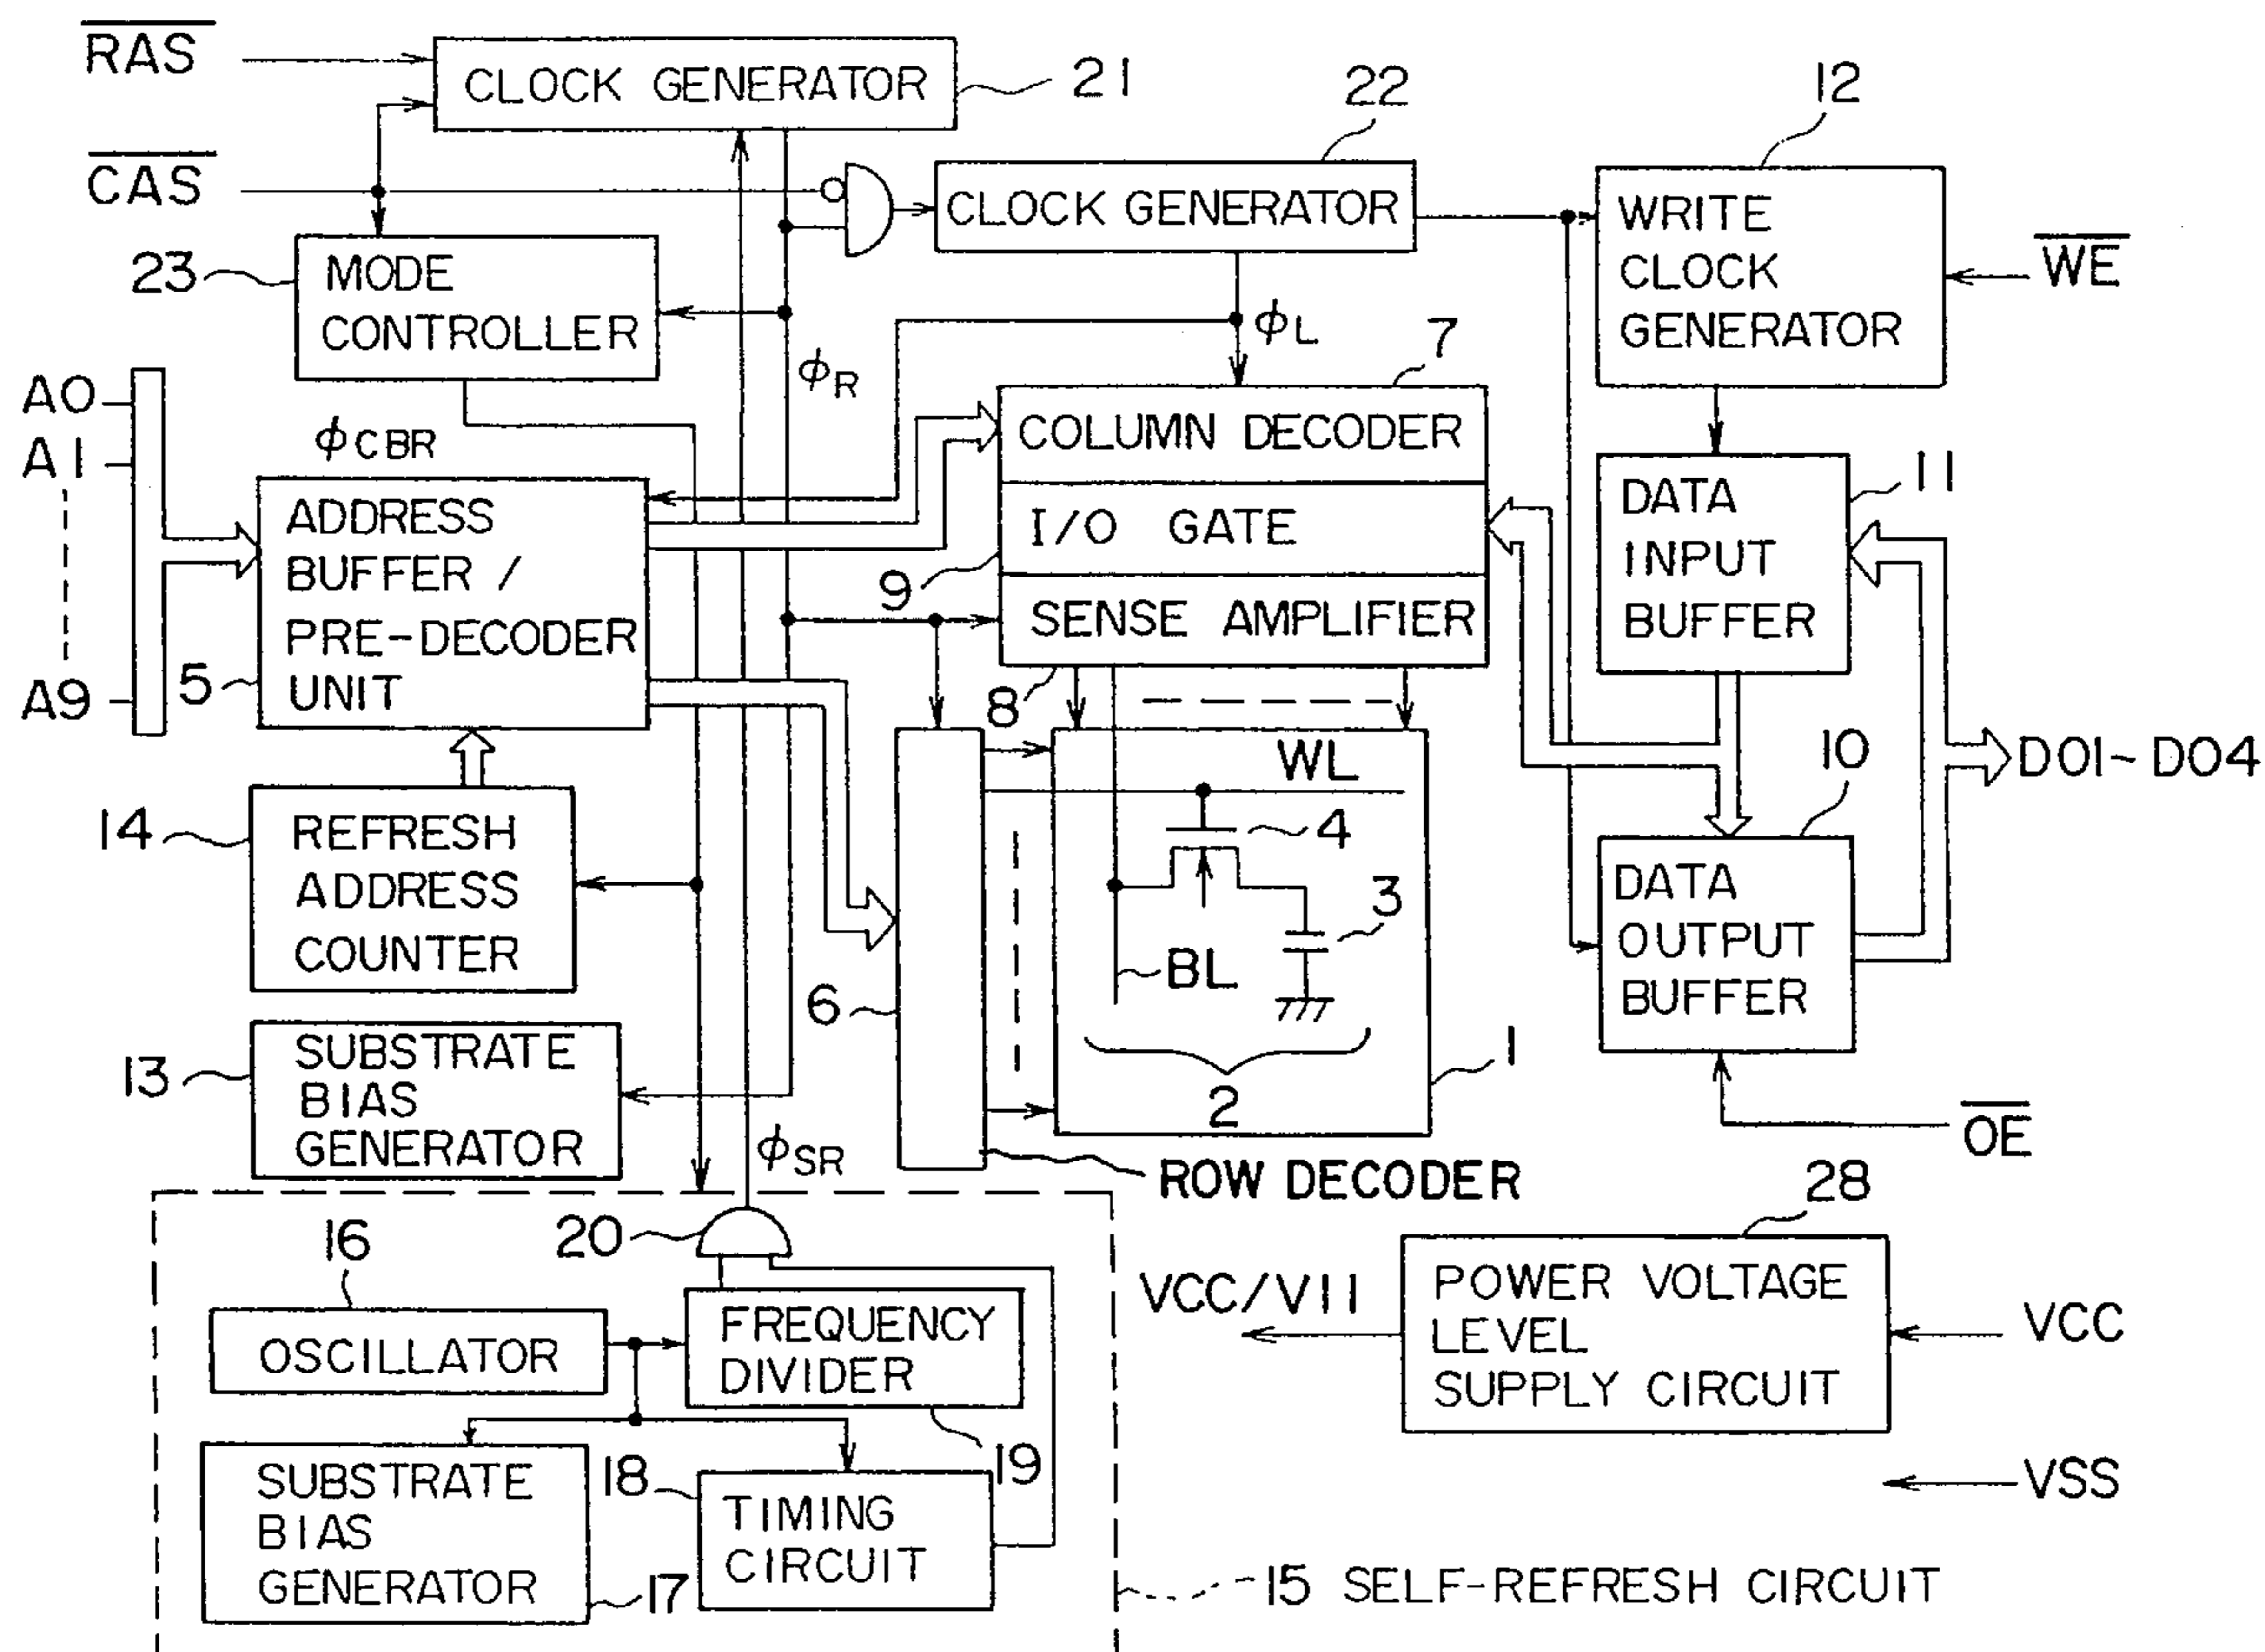 RAS
CLOCK GENERATOR
21
CAS
22
CLOCK GENERATOR
12
WRITE
CLOCK
GENERATOR
WE
23
MODE
CONTROLLER
ϕR
ϕL
7
A0
A1
A9
ϕCBR
COLUMN DECODER
I/O GATE
SENSE AMPLIFIER
9
8
ADDRESS
BUFFER /
PRE-DECODER
UNIT
5
11
DATA
INPUT
BUFFER
DO1~DO4
10
DATA
OUTPUT
BUFFER
OE
14
REFRESH
ADDRESS
COUNTER
WL
4
3
BL
2
1
6
ROW DECODER
13
SUBSTRATE
BIAS
GENERATOR
ϕSR
20
16
OSCILLATOR
FREQUENCY
DIVIDER
19
18
TIMING
CIRCUIT
SUBSTRATE
BIAS
GENERATOR
17
15 SELF-REFRESH CIRCUIT
28
VCC/VII
POWER VOLTAGE
LEVEL
SUPPLY CIRCUIT
VCC
VSS